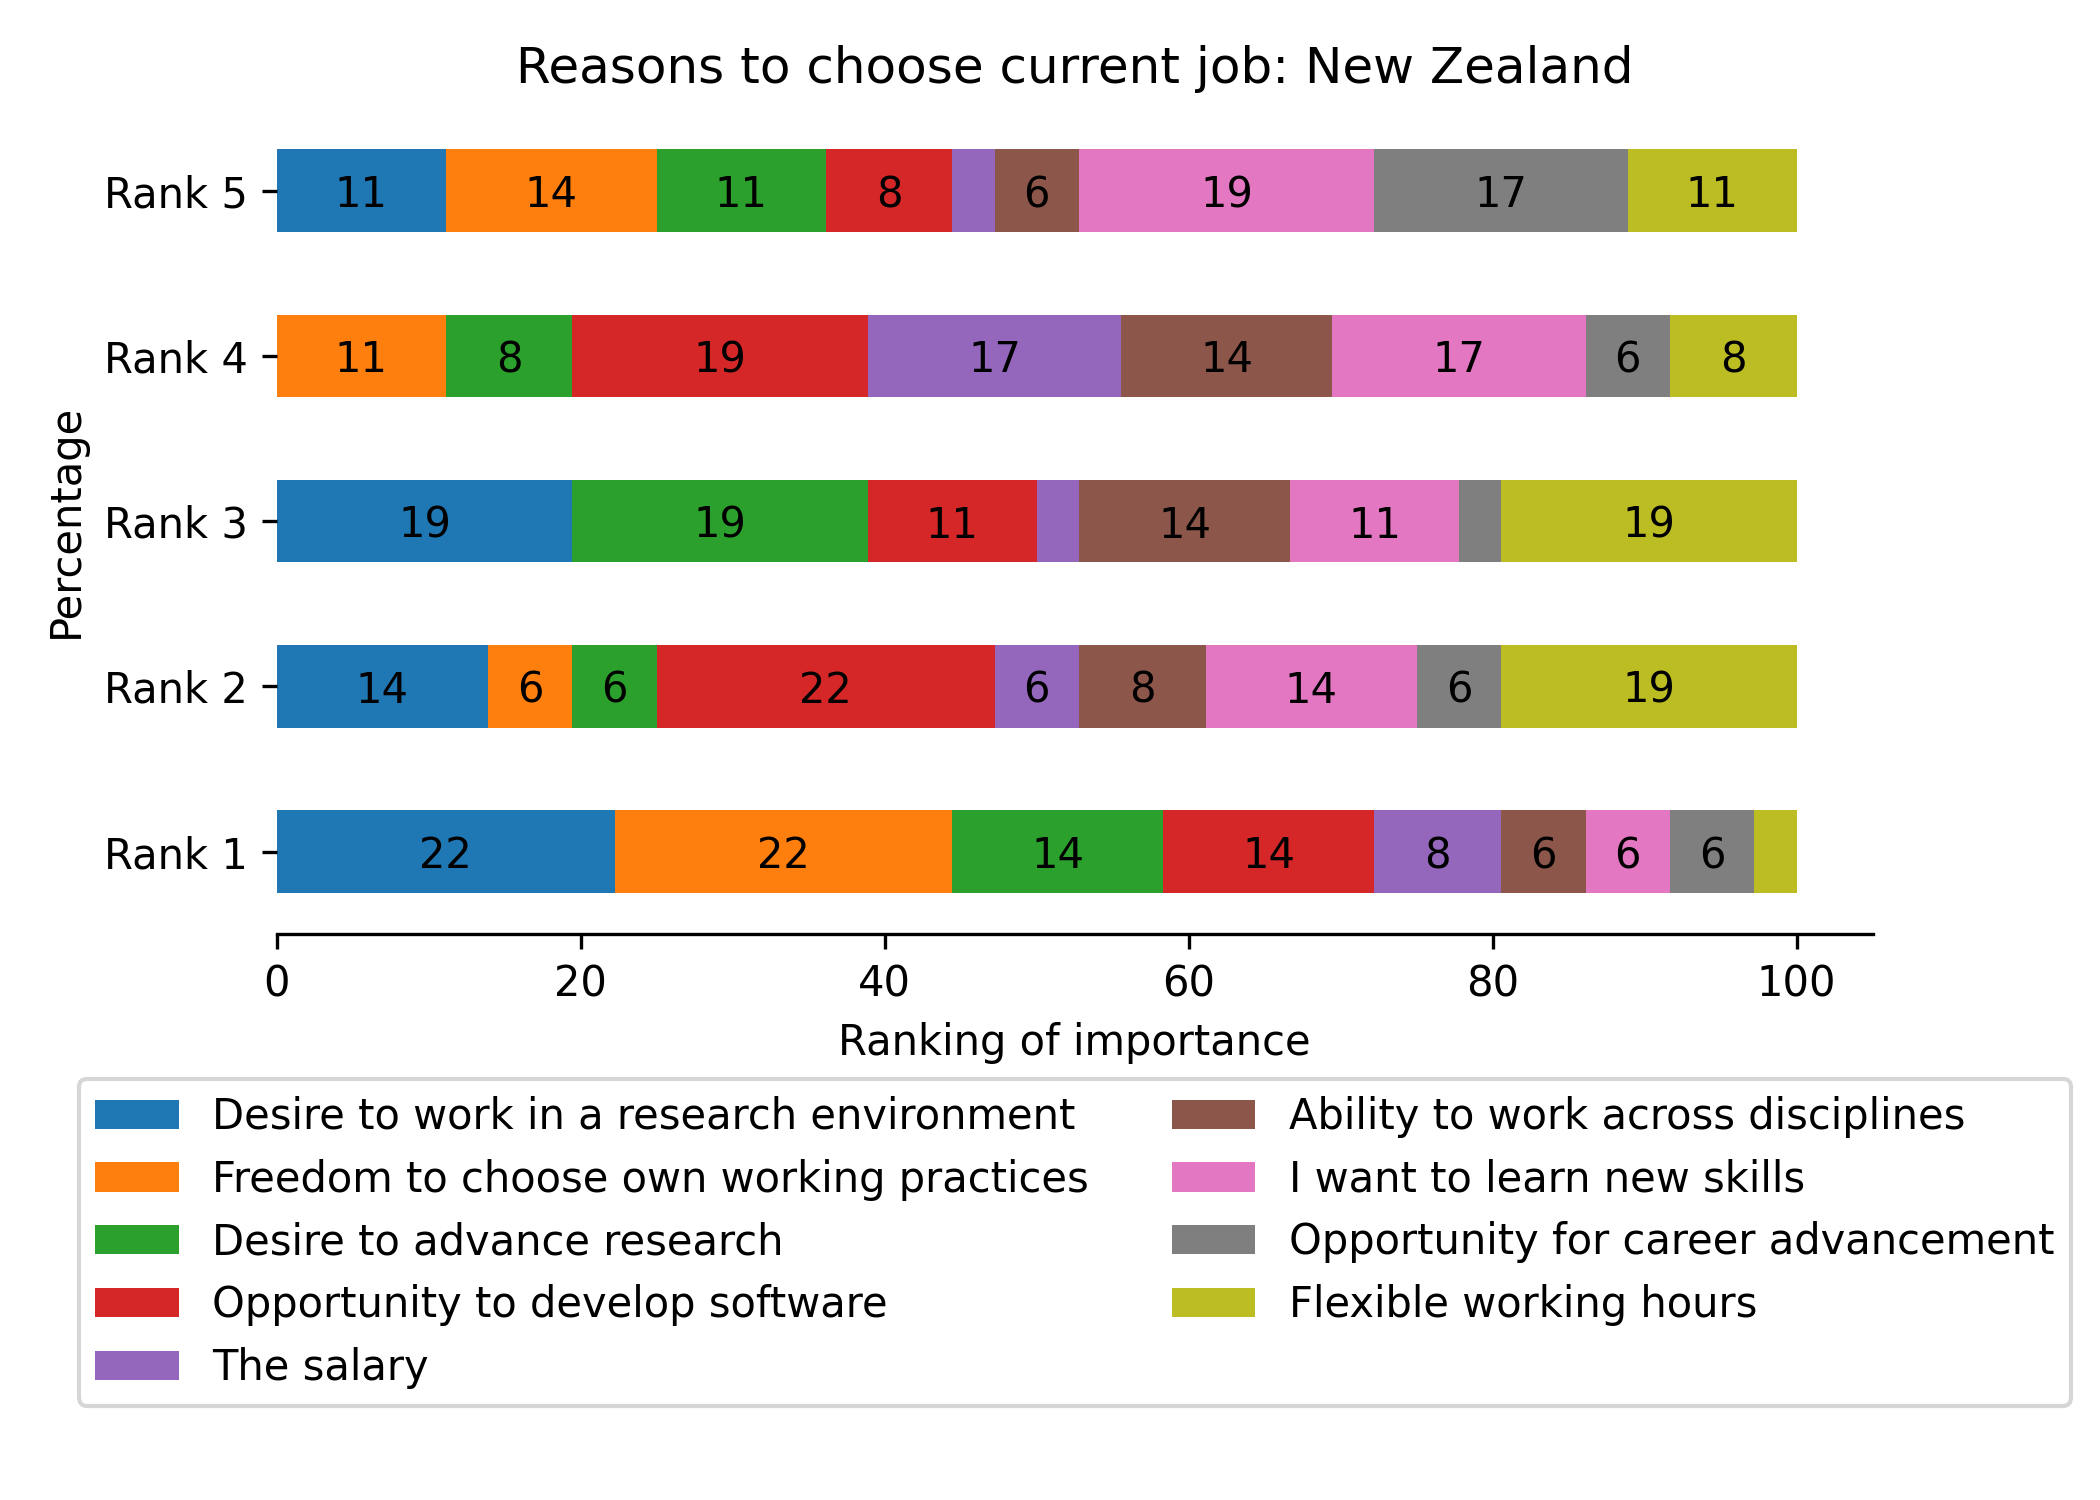 Reasons to choose current job: New Zealand
Percentage
Rank 5 11 14 11 8 6 19 17 11
Rank 4 11 8 19 17 14 17 6 8
Rank 3 19 19 11 14 11 19
Rank 2 14 6 6 22 6 8 14 6 19
Rank 1 22 22 14 14 8 6 6 6
0 20 40 60 80 100
Ranking of importance
Desire to work in a research environment
Freedom to choose own working practices
Desire to advance research
Opportunity to develop software
The salary
Ability to work across disciplines
I want to learn new skills
Opportunity for career advancement
Flexible working hours